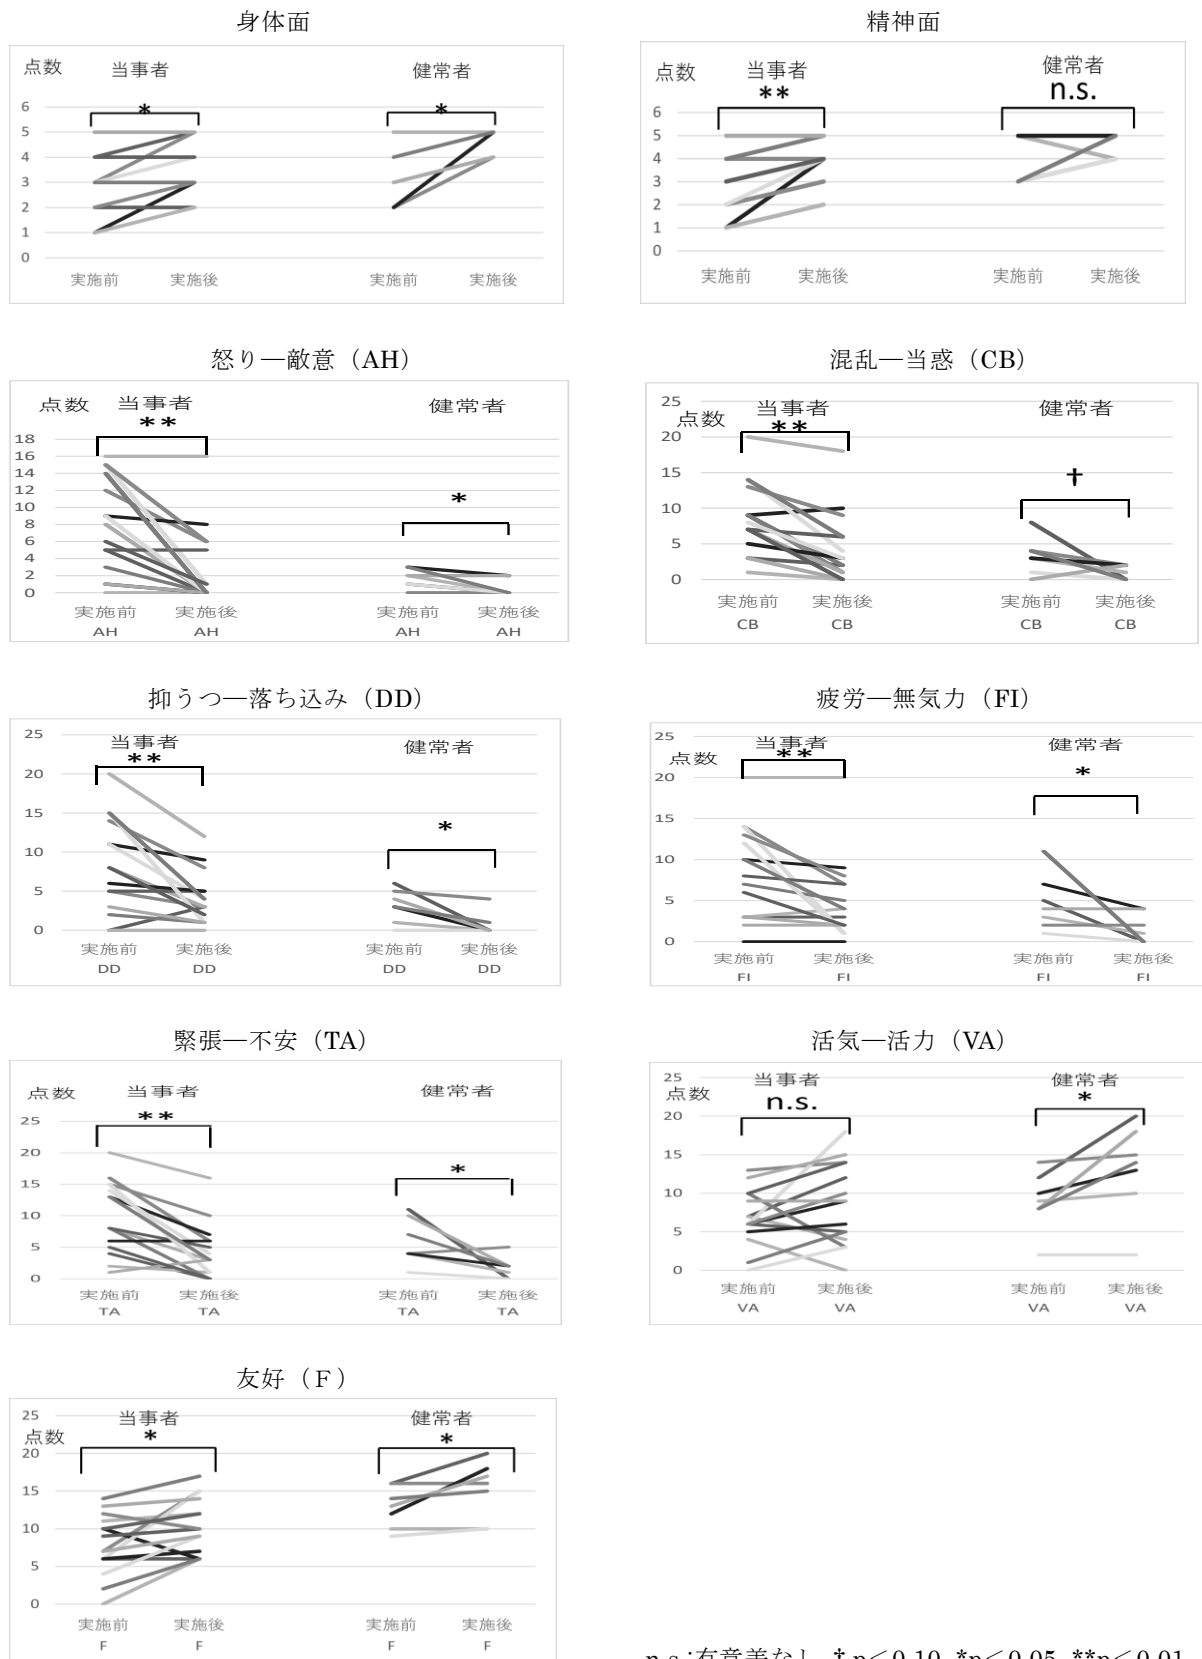 身体面
点数 当事者 健常者
* *
6
5
4
3
2
1
0
実施前 実施後 実施前 実施後
精神面
点数 当事者 健常者
** n.s.
6
5
4
3
2
1
0
実施前 実施後 実施前 実施後
怒り―敵意（AH）
点数 当事者 健常者
** *
18
16
14
12
10
8
6
4
2
0
実施前 実施後 実施前 実施後
AH AH AH AH
混乱―当惑（CB）
点数 当事者 健常者
** †
25
20
15
10
5
0
実施前 実施後 実施前 実施後
CB CB CB CB
抑うつ―落ち込み（DD）
当事者 健常者
** *
25
20
15
10
5
0
実施前 実施後 実施前 実施後
DD DD DD DD
疲労―無気力（FI）
点数 当事者 健常者
** *
25
20
15
10
5
0
実施前 実施後 実施前 実施後
FI FI FI FI
緊張―不安（TA）
点数 当事者 健常者
** *
25
20
15
10
5
0
実施前 実施後 実施前 実施後
TA TA TA TA
活気―活力（VA）
点数 当事者 健常者
n.s. *
25
20
15
10
5
0
実施前 実施後 実施前 実施後
VA VA VA VA
友好（F）
点数 当事者 健常者
* *
25
20
15
10
5
0
実施前 実施後 実施前 実施後
F F F F
n.s.:有意差なし †p＜0.10 *p＜0.05 **p＜0.01